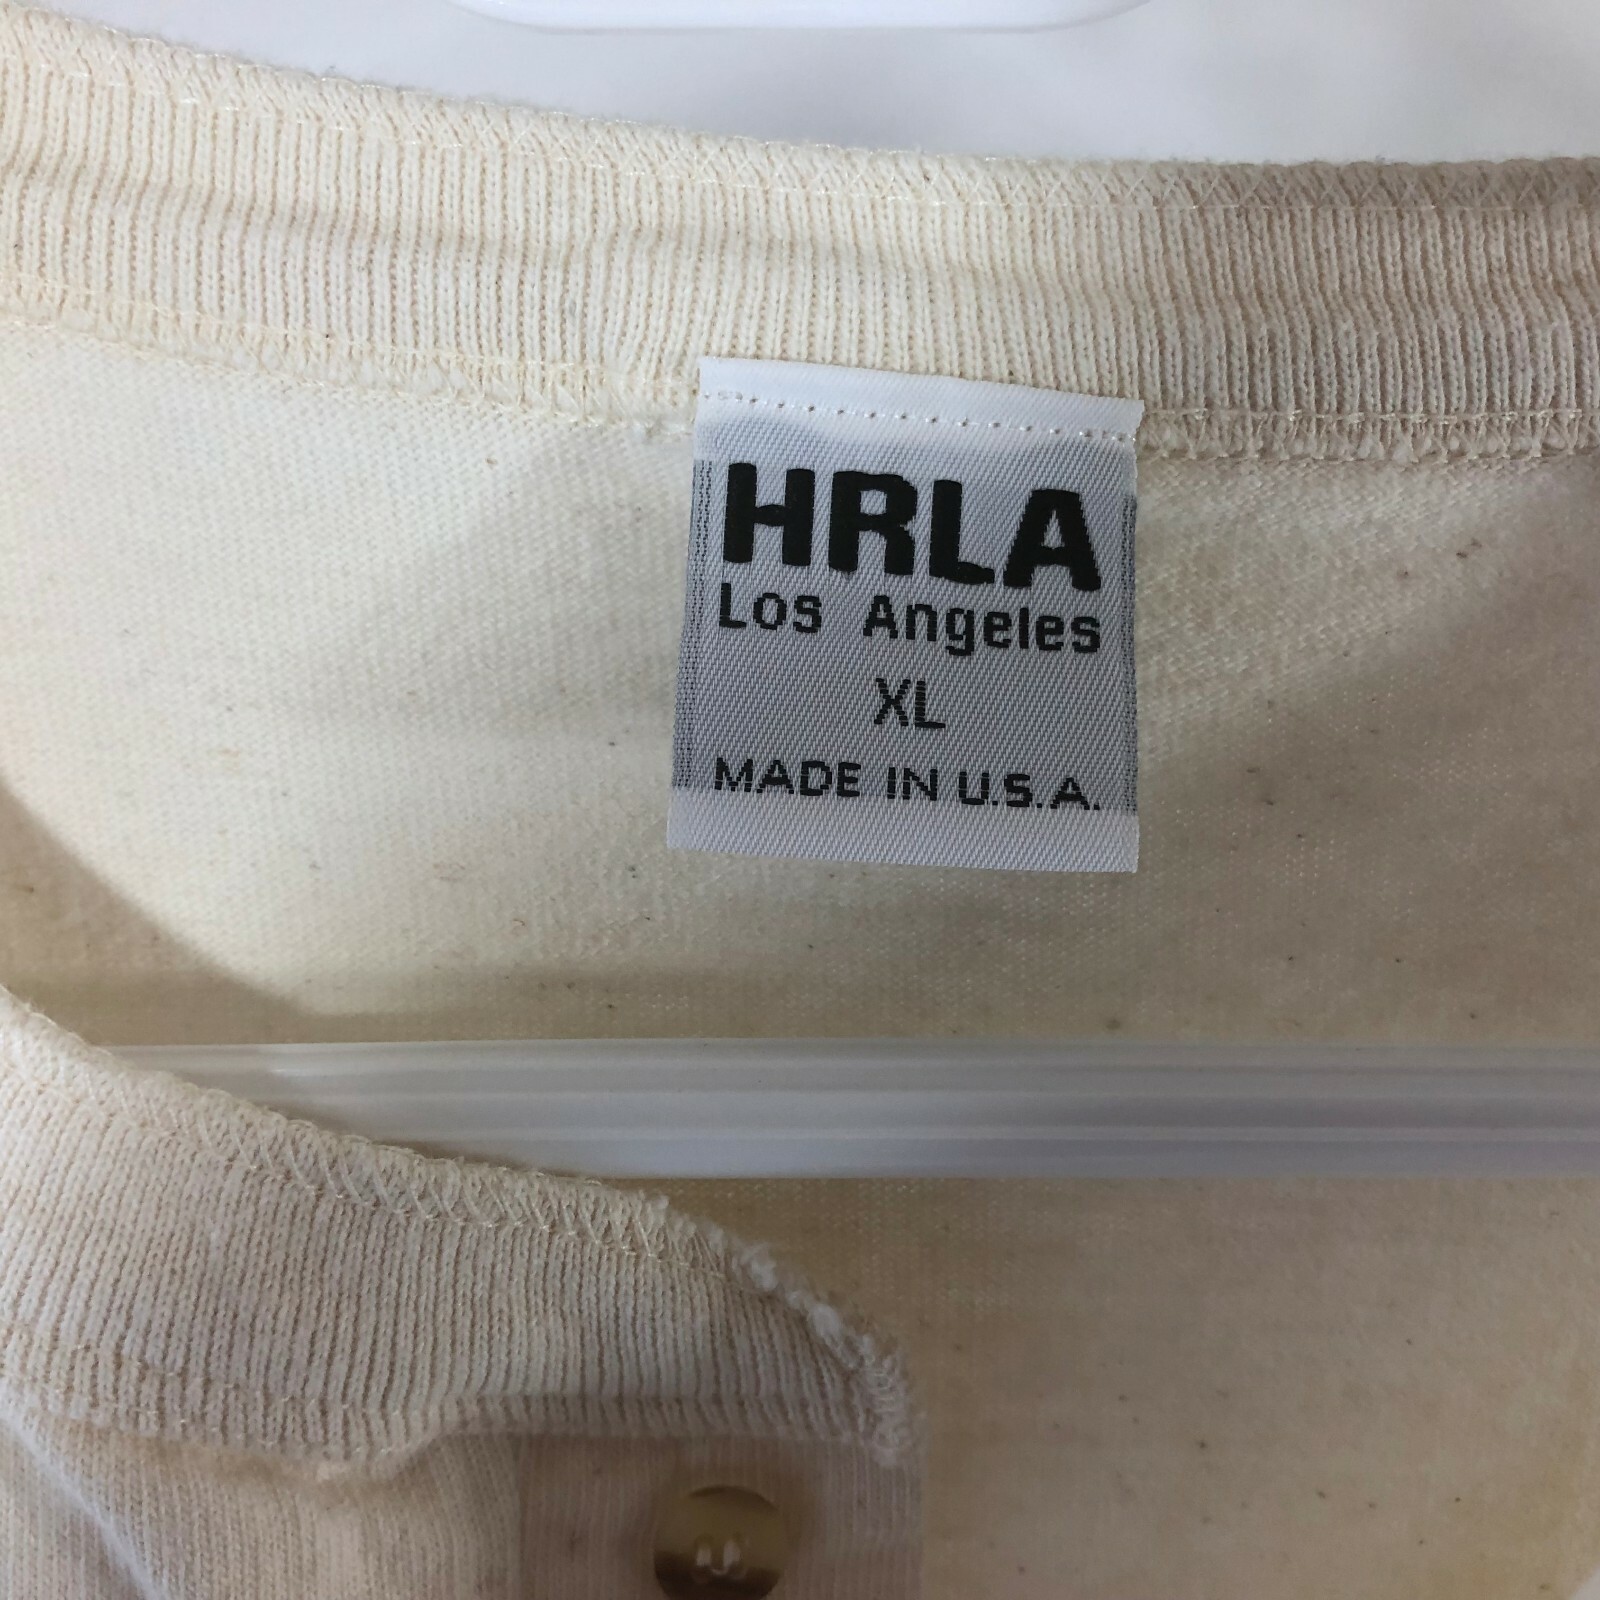 HRLA
Los Angeles
XL
MADE IN U.S.A.